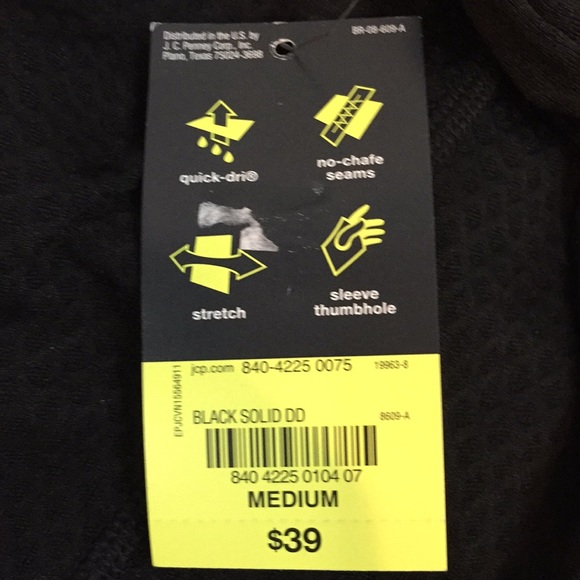 Distributed in the U.S. by
J. C. Penney Corp., Inc.
Plano, Texas 75024-3698
BR-08-609-A
quick-dri®
no-chafe
seams
stretch
sleeve
thumbhole
EPJCVN15564911
jcp.com 840-4225 0075 19963-8
BLACK SOLID DD 8609-A
840 4225 0104 07
MEDIUM
$39